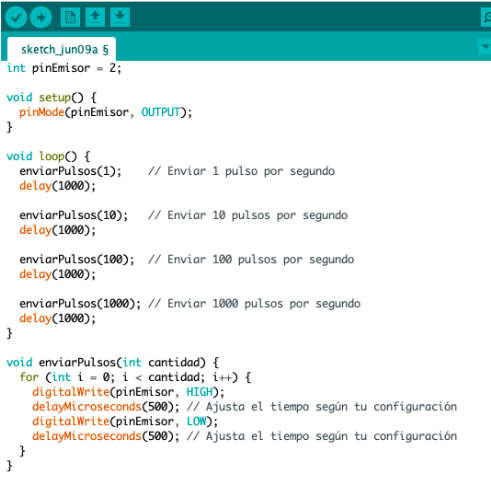 sketch_jun09a §
int pinEmisor = 2;
void setup() {
pinMode(pinEmisor, OUTPUT);
}
void loop() {
enviarPulsos(1);    // Enviar 1 pulso por segundo
delay(1000);
enviarPulsos(10);   // Enviar 10 pulsos por segundo
delay(1000);
enviarPulsos(100);  // Enviar 100 pulsos por segundo
delay(1000);
enviarPulsos(1000); // Enviar 1000 pulsos por segundo
delay(1000);
}
void enviarPulsos(int cantidad) {
for (int i = 0; i < cantidad; i++) {
digitalWrite(pinEmisor, HIGH);
delayMicroseconds(500); // Ajusta el tiempo según tu configuración
digitalWrite(pinEmisor, LOW);
delayMicroseconds(500); // Ajusta el tiempo según tu configuración
}
}